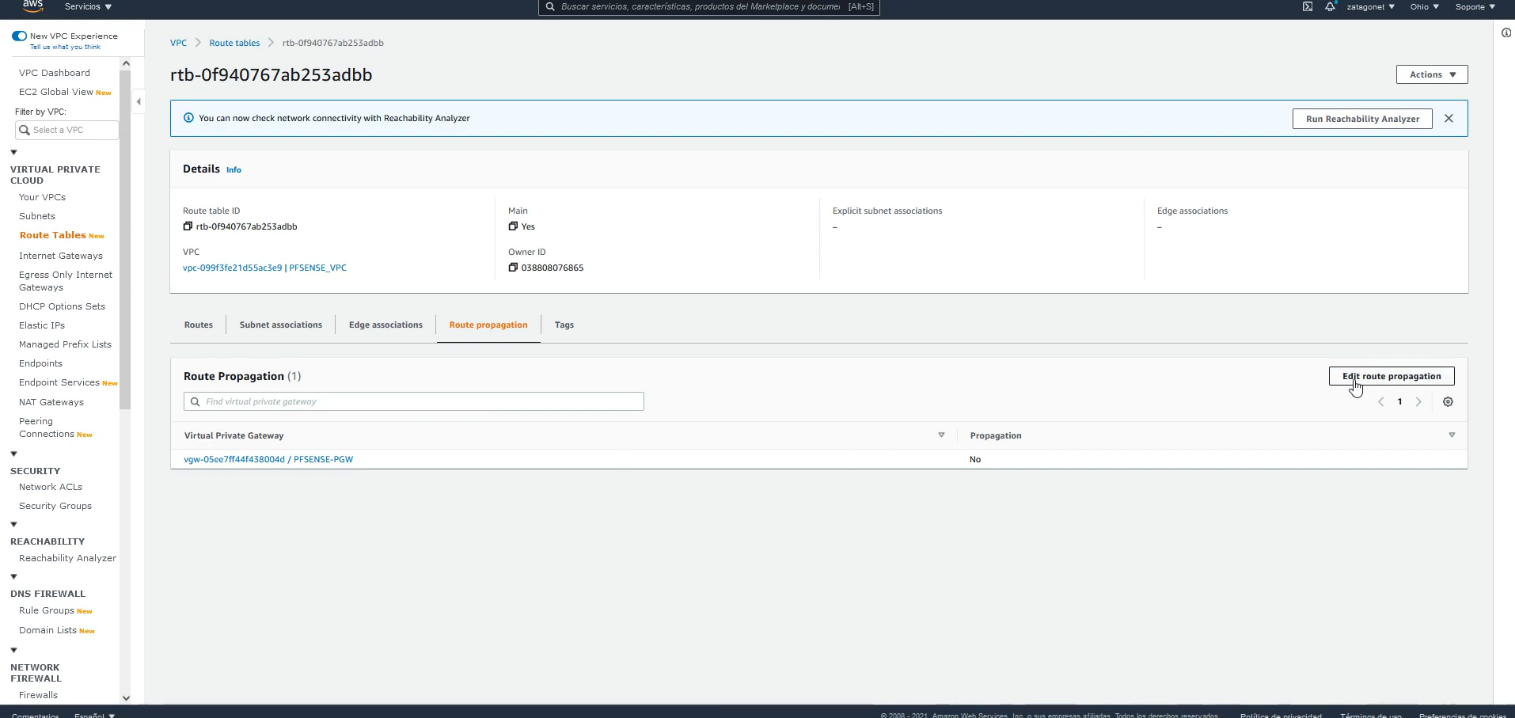 aws
Servicios ▼
Buscar servicios, características, productos del Marketplace y docume
[Alt+S]
zatagonet ▼
Ohio ▼
Soporte ▼
New VPC Experience
Tell us what you think
VPC Dashboard
EC2 Global View New
Filter by VPC:
Select a VPC
VIRTUAL PRIVATE
CLOUD
Your VPCs
Subnets
Route Tables New
Internet Gateways
Egress Only Internet
Gateways
DHCP Option Sets
Elastic IPs
Managed Prefix Lists
Endpoints
Endpoint Services New
NAT Gateways
Peering
Connections New
SECURITY
Network ACLs
Security Groups
REACHABILITY
Reachability Analyzer
DNS FIREWALL
Rule Groups New
Domain Lists New
NETWORK
FIREWALL
Firewalls
VPC > Route tables > rtb-0f940767ab253adbb
rtb-0f940767ab253adbb
Actions ▼
You can now check network connectivity with Reachability Analyzer
Run Reachability Analyzer
Details Info
Route table ID
rtb-0f940767ab253adbb
Main
Yes
Explicit subnet associations
–
Edge associations
–
VPC
vpc-099f3fe21d55ac3e9 | PFSENSE_VPC
Owner ID
038808076865
Routes
Subnet associations
Edge associations
Route propagation
Tags
Route Propagation (1)
Edit route propagation
Find virtual private gateway
1
Virtual Private Gateway
Propagation
vgw-05ee7ff44f438004d / PFSENSE-PGW
No
Comentarios
Español ▼
© 2008 - 2021, Amazon Web Services, Inc. o sus empresas afiliadas. Todos los derechos reservados.
Política de privacidad
Términos de uso
Preferencias de cookies